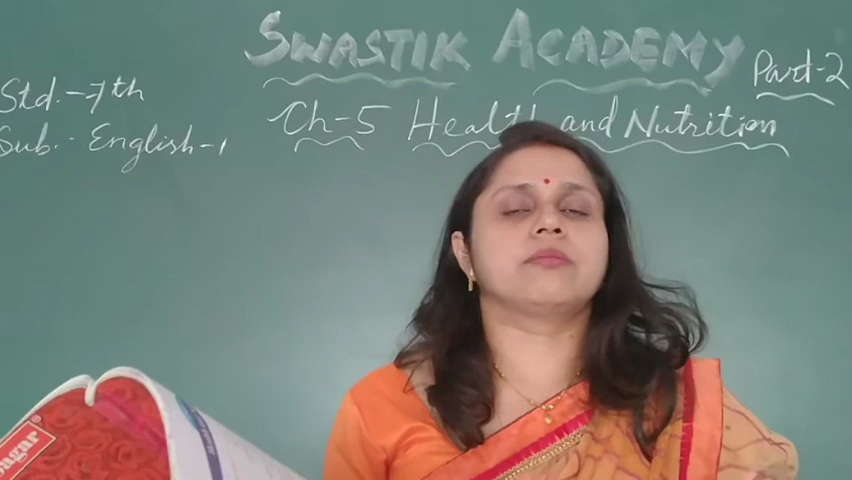 SWASTIK ACADEMY
Part-2
Std.-7th
Ch-5 Health and Nutrition
Sub.- English-1